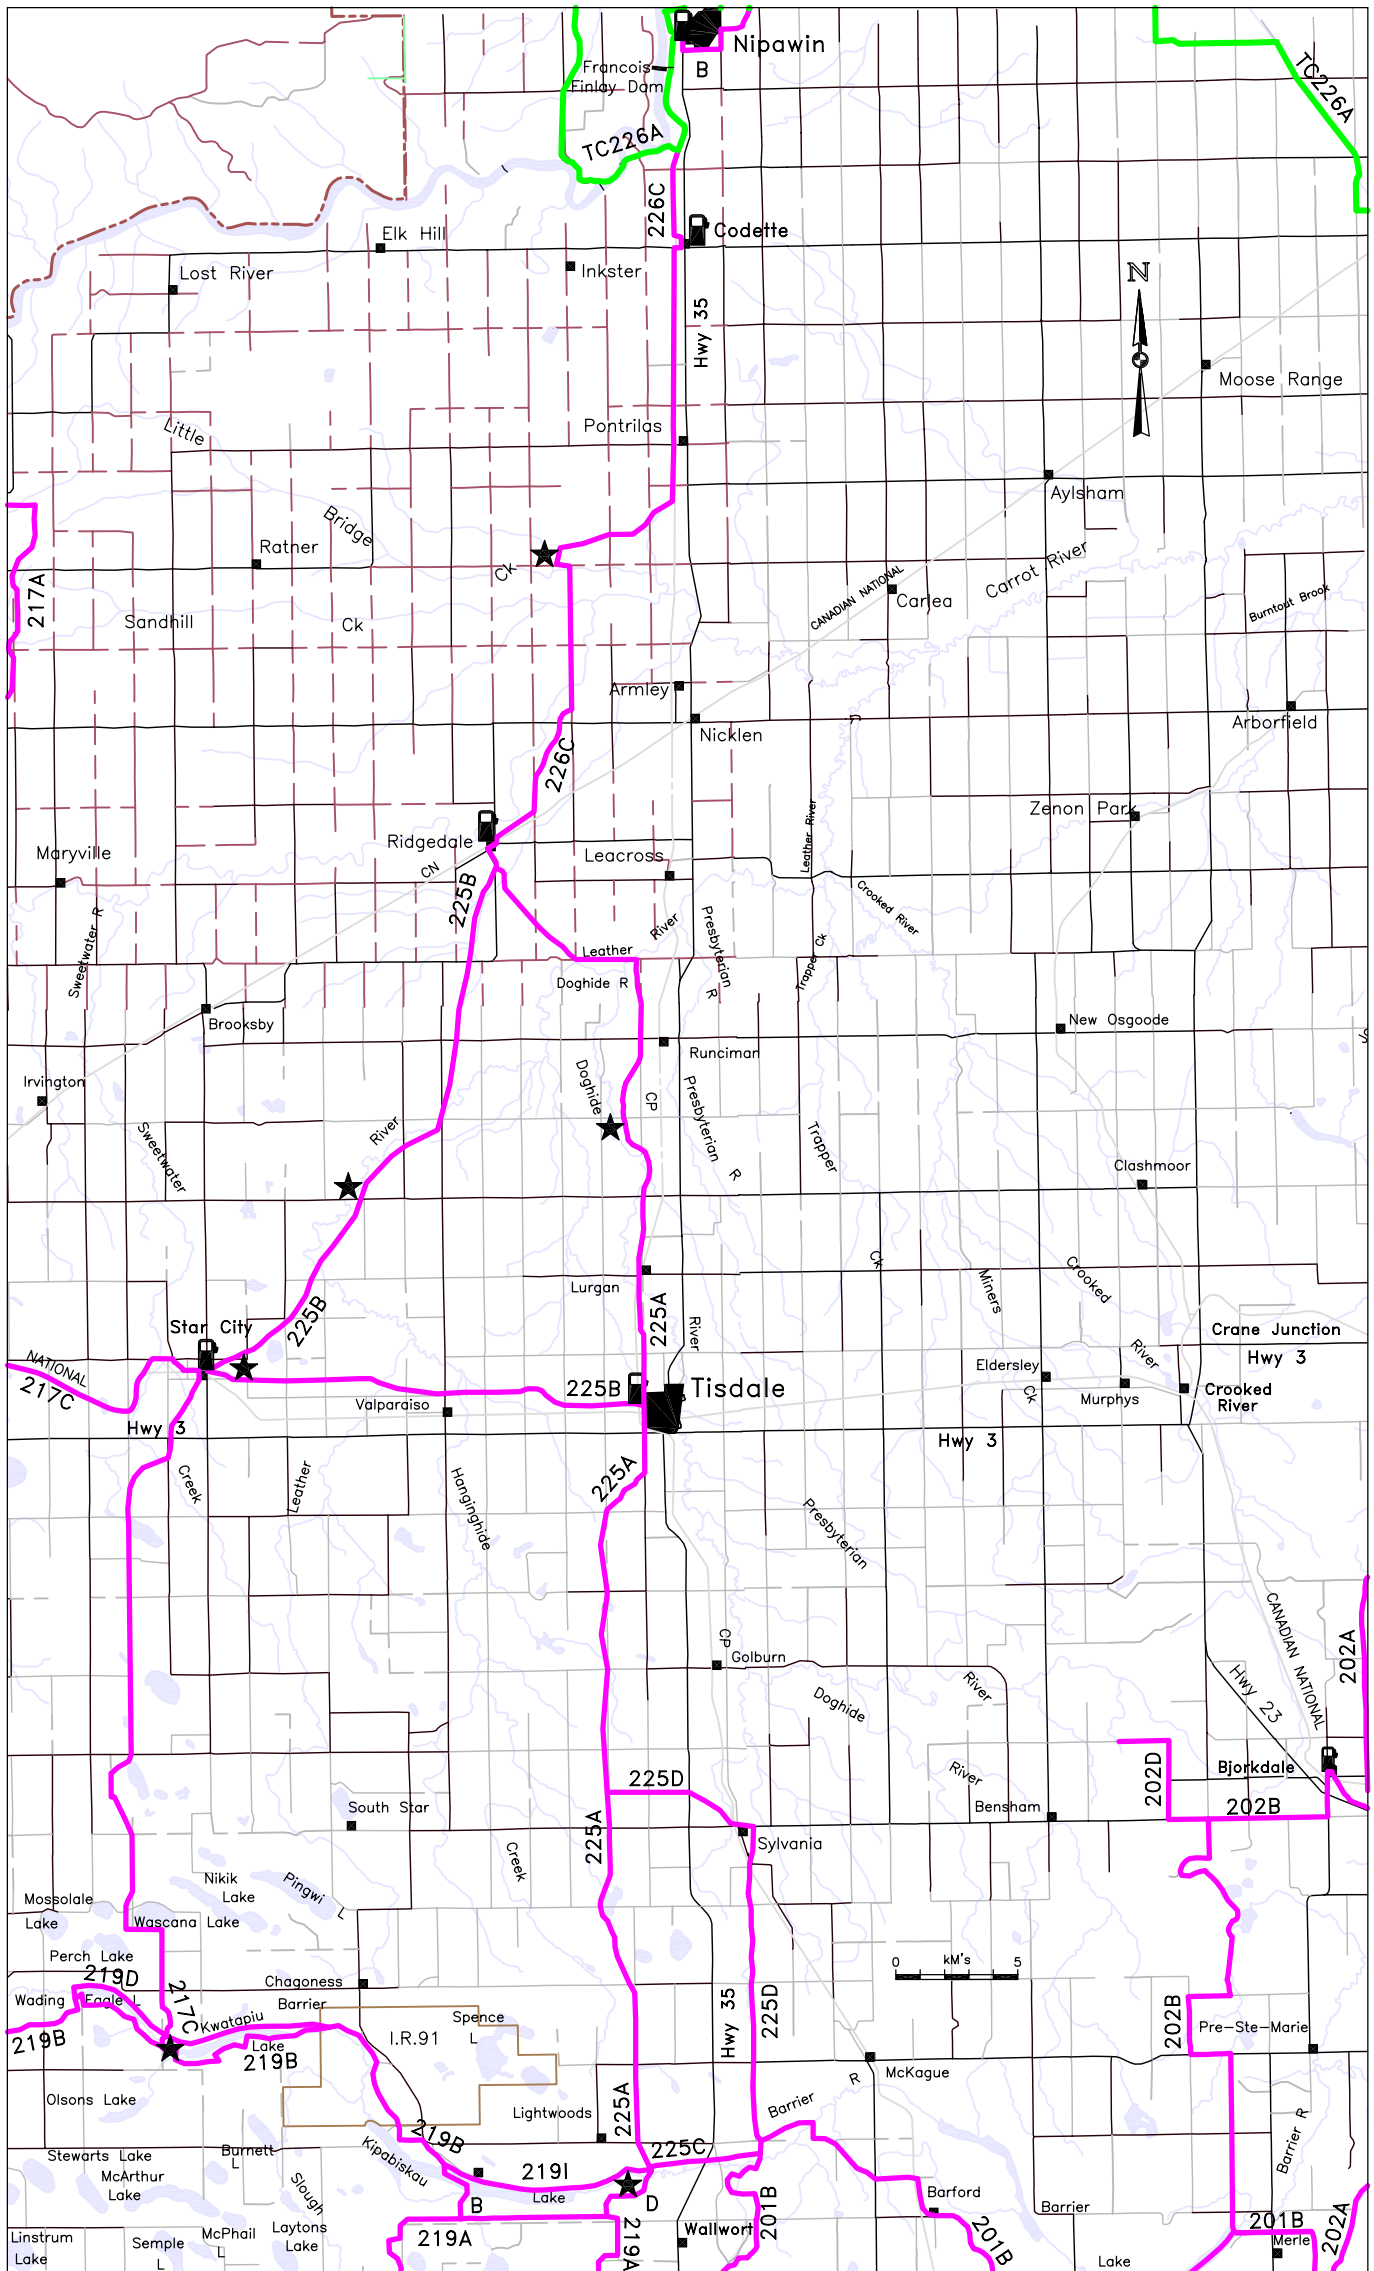 Nipawin
B
Francois
Finlay Dam
TC226A
TC226A
226C
Codette
Elk Hill
Inkster
Lost River
N
Hwy 35
Moose Range
Little
Pontrilas
Aylsham
Bridge
Ratner
Ck
Carrot River
CANADIAN NATIONAL
Carlea
Burntout Brook
217A
Sandhill
Ck
Armley
Nicklen
Arborfield
226C
Zenon Park
Leather River
Ridgedale
Leacross
Maryville
CN
225B
Crooked River
Sweetwater R
River
Presbyterian
R
Leather
Trapper Ck
Doghide R
Brooksby
New Osgoode
Runciman
S
Irvington
Doghide
CP
Presbyterian
R
Sweetwater
River
Trapper
Clashmoor
Ck
Miners
Crooked
Lurgan
225A
River
225B
Star City
Crane Junction
Hwy 3
River
NATIONAL
217C
Eldersley
Ck
225B
Tisdale
Murphys
Crooked
River
Valparaiso
Hwy 3
Hwy 3
225A
Creek
Leather
Hanginghide
Presbyterian
CANADIAN NATIONAL
202A
CP
Golburn
River
Doghide
Hwy 23
River
Bjorkdale
225D
202D
202B
Bensham
South Star
225A
Sylvania
Creek
Nikik
Lake
Pingwi
L
Mossolale
Lake
Wascana Lake
Perch Lake
0
kM's
5
219D
Chagoness
Wading
Eagle L
217C
Barrier
Kwatapiu
Spence
L
I.R.91
Hwy 35
225D
202B
Pre-Ste-Marie
219B
Lake
219B
McKague
R
Olsons Lake
Lightwoods
225A
Barrier
219B
225C
Barrier R
Stewarts Lake
Burnett
L
Kipabiskau
McArthur
Lake
219I
Slough
Lake
B
D
201B
Barford
Barrier
201B
Linstrum
Lake
McPhail
L
Laytons
Lake
Semple
L
219A
219A
Wallwort
201B
202A
Merle
Lake